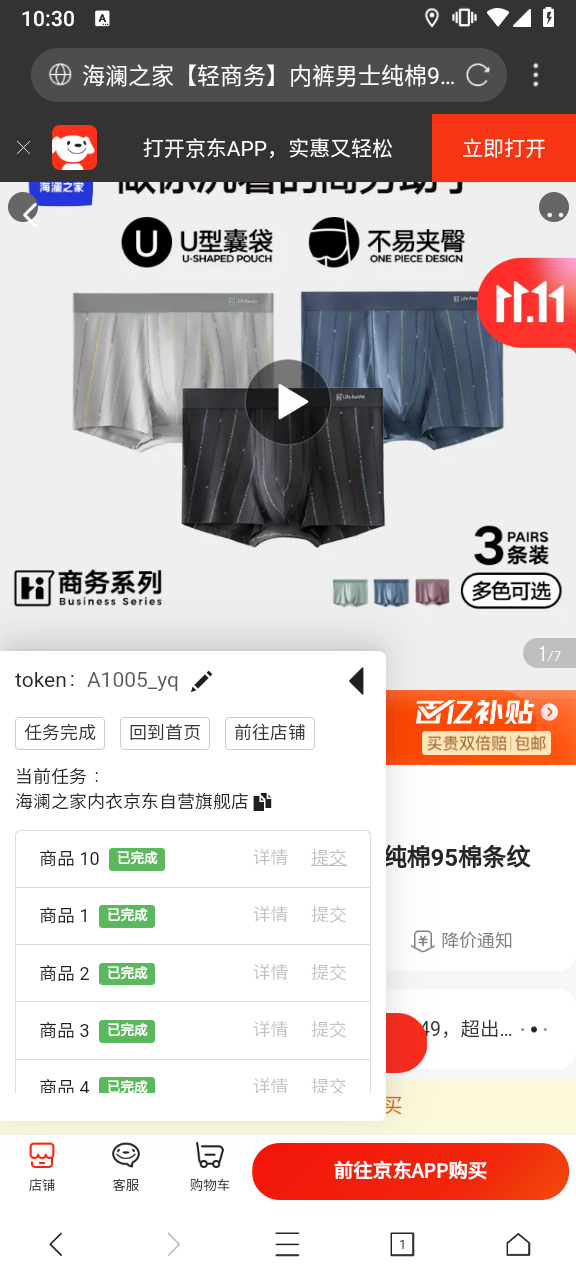 10:30
A
海澜之家【轻商务】内裤男士纯棉9...
打开京东APP，实惠又轻松
立即打开
海澜之家
U
U型囊袋
U-SHAPED POUCH
不易夹臀
ONE PIECE DESIGN
11.11
3 PAIRS
条装
商务系列
Business Series
多色可选
1/7
token：A1005_yq
任务完成
回到首页
前往店铺
百亿补贴
买贵双倍赔 包邮
当前任务：
海澜之家内衣京东自营旗舰店
商品 10 已完成 详情 提交
纯棉95棉条纹
商品 1 已完成 详情 提交
降价通知
商品 2 已完成 详情 提交
商品 3 已完成 详情 提交
49，超出...
商品 4 已完成 详情 提交
买
店铺
客服
购物车
前往京东APP购买
1